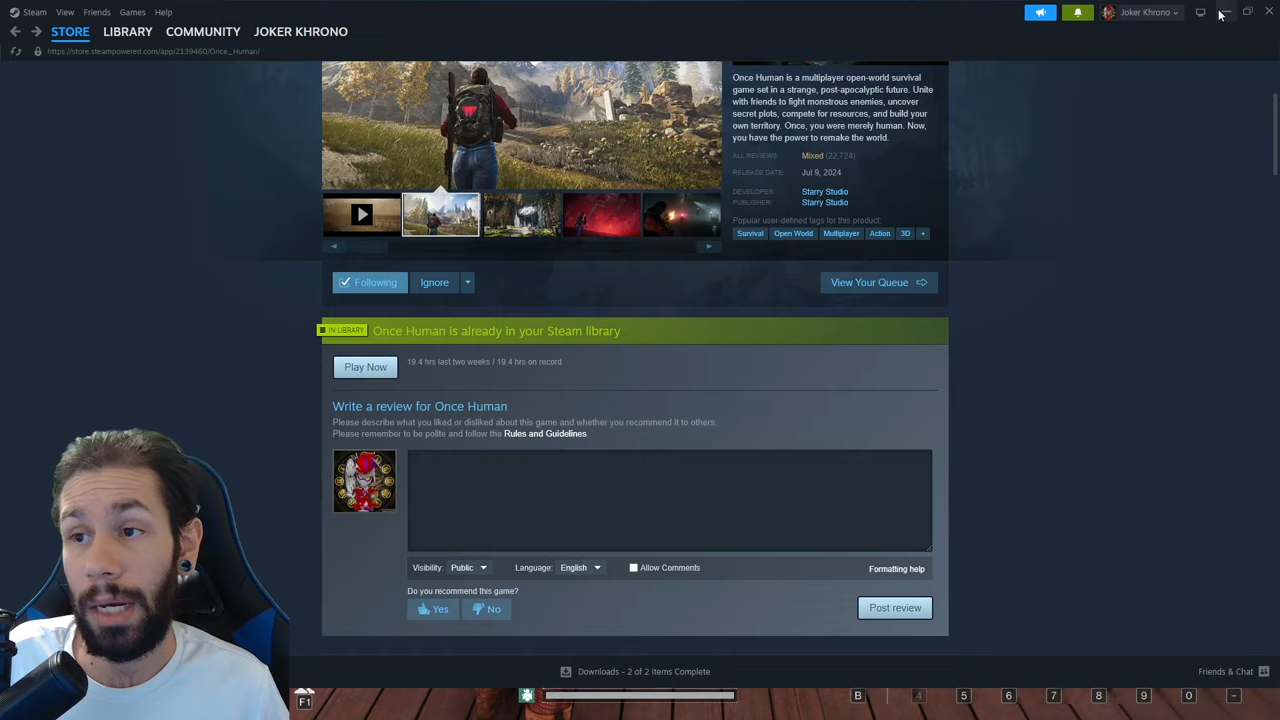 Steam View Friends Games Help
Joker Khrono
STORE LIBRARY COMMUNITY JOKER KHRONO
https://store.steampowered.com/app/2139460/Once_Human/
Once Human is a multiplayer open-world survival
game set in a strange, post-apocalyptic future. Unite
with friends to fight monstrous enemies, uncover
secret plots, compete for resources, and build your
own territory. Once, you were merely human. Now,
you have the power to remake the world.
ALL REVIEWS: Mixed (22,724)
RELEASE DATE: Jul 9, 2024
DEVELOPER: Starry Studio
PUBLISHER: Starry Studio
Popular user-defined tags for this product:
Survival Open World Multiplayer Action 3D +
Following Ignore View Your Queue
IN LIBRARY Once Human is already in your Steam library
Play Now 19.4 hrs last two weeks / 19.4 hrs on record
Write a review for Once Human
Please describe what you liked or disliked about this game and whether you recommend it to others.
Please remember to be polite and follow the Rules and Guidelines.
Visibility: Public Language: English Allow Comments Formatting help
Do you recommend this game?
Yes No Post review
Downloads - 2 of 2 Items Complete Friends & Chat
F1 B 4 5 6 7 8 9 0 -